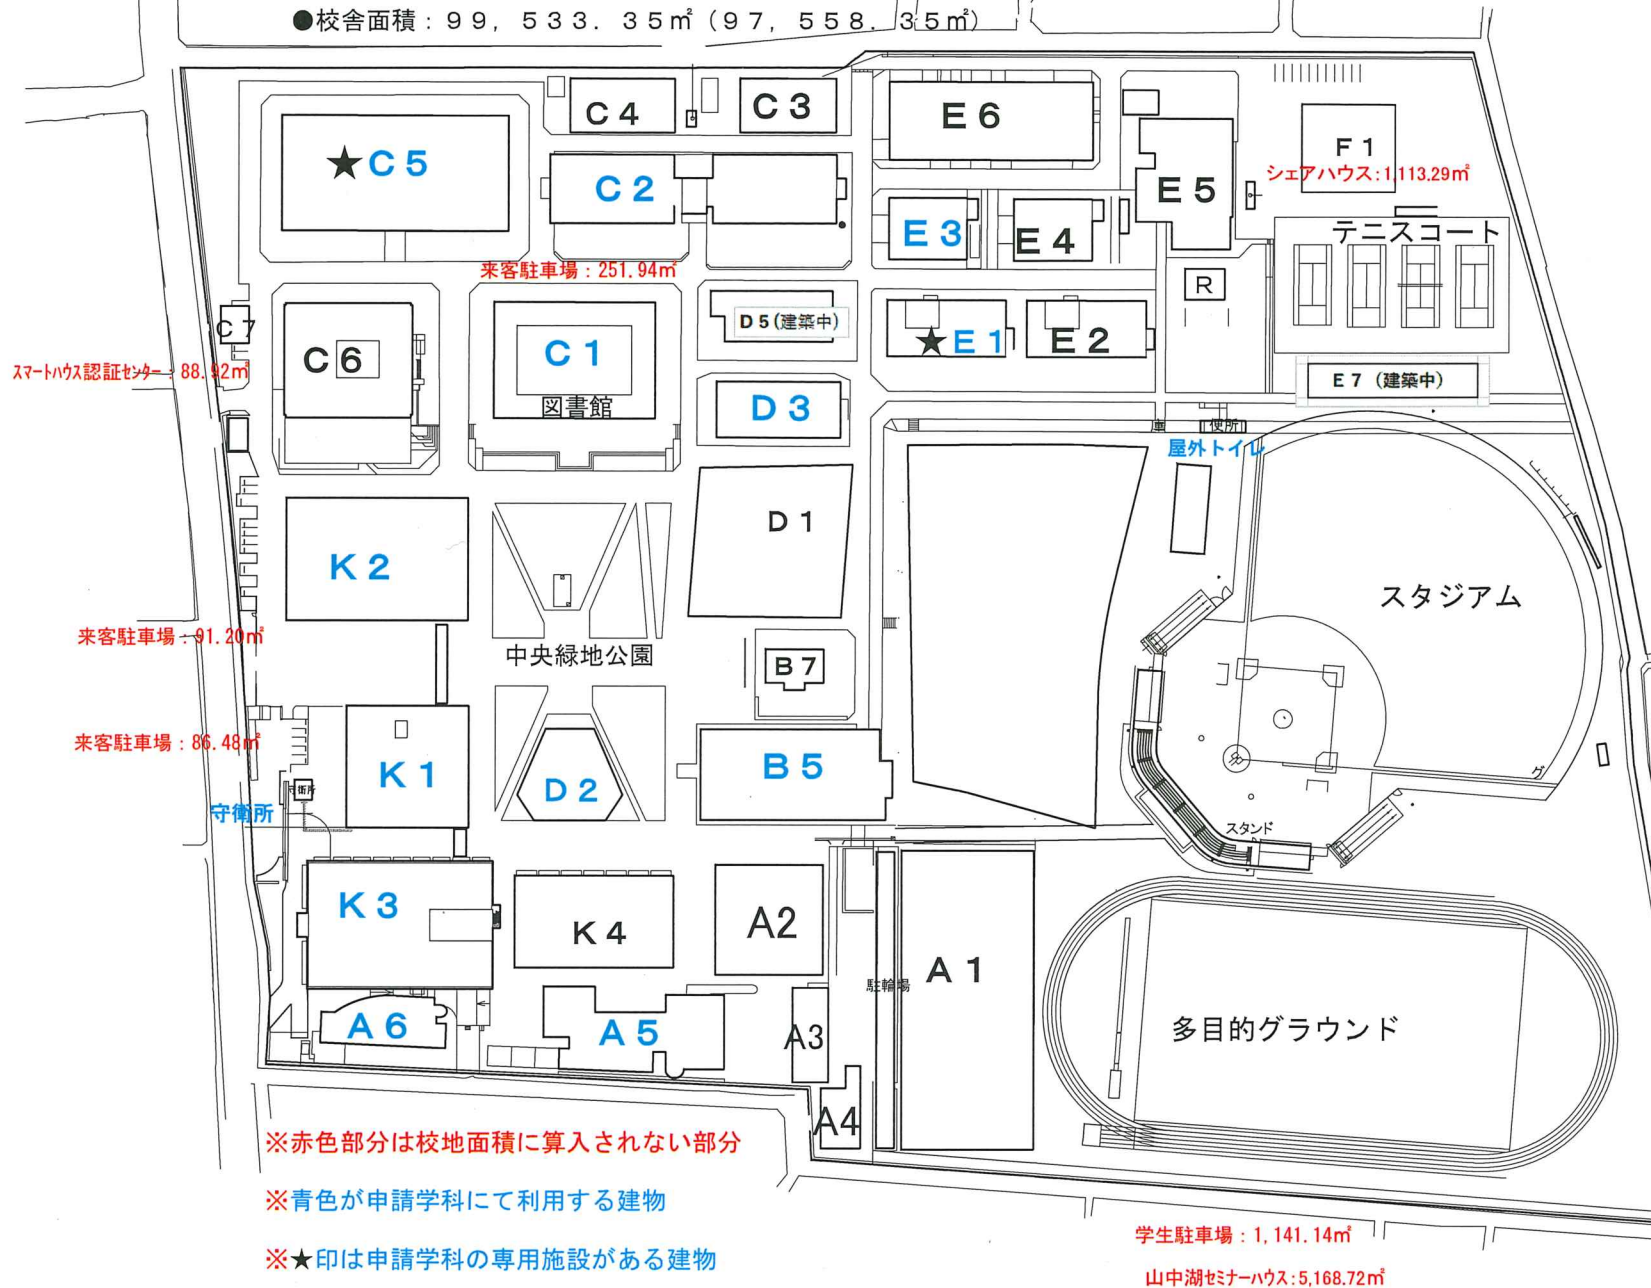 ●校舎面積：９９，５３３．３５㎡（９７，５５８．３５㎡）
Ｃ４
Ｃ３
Ｅ６
★Ｃ５
Ｃ２
Ｆ１
シェアハウス：1,113.29㎡
Ｅ５
Ｅ３
Ｅ４
テニスコート
来客駐車場：251.94㎡
Ｒ
Ｃ７
Ｄ５(建築中)
★Ｅ１
Ｅ２
Ｃ６
Ｃ１
図書館
スマートハウス認証センター：88.92㎡
Ｅ７（建築中）
Ｄ３
便所
屋外トイレ
Ｄ１
Ｋ２
スタジアム
来客駐車場：91.20㎡
中央緑地公園
Ｂ７
来客駐車場：86.48㎡
Ｋ１
Ｄ２
Ｂ５
守衛所
守衛所
スタンド
Ｋ３
Ｋ４
A2
Ａ１
駐輪場
Ａ６
Ａ５
A3
多目的グラウンド
A4
※赤色部分は校地面積に算入されない部分
※青色が申請学科にて利用する建物
※★印は申請学科の専用施設がある建物
学生駐車場：1,141.14㎡
山中湖セミナーハウス：5,168.72㎡